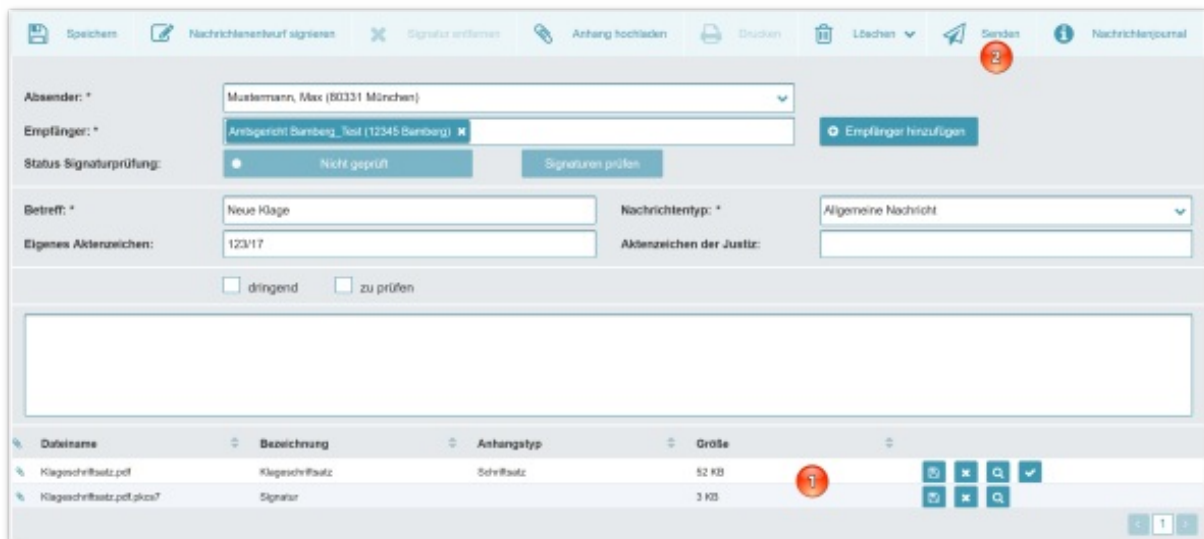 Speichern Nachrichtenentwurf signieren Signatur entfernen Anhang hochladen Drucken Löschen Senden Nachrichtenjournal
2
Absender: * Mustermann, Max (80331 München)
Empfänger: * Amtsgericht Bamberg_Test (12345 Bamberg) Empfänger hinzufügen
Status Signaturprüfung: Nicht geprüft Signaturen prüfen
Betreff: * Neue Klage Nachrichtentyp: * Allgemeine Nachricht
Eigenes Aktenzeichen: 123/17 Aktenzeichen der Justiz:
dringend zu prüfen
Dateiname Bezeichnung Anhangstyp Größe
Klageschriftsatz.pdf Klageschriftsatz Schriftsatz 52 KB
1
Klageschriftsatz.pdf.pkcs7 Signatur 3 KB
1